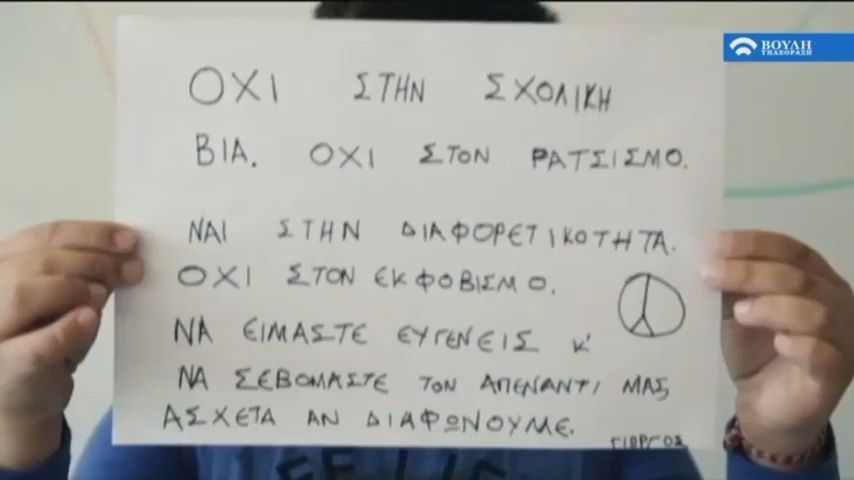 ΒΟΥΛΗ
ΤΗΛΕΟΡΑΣΗ
ΟΧΙ ΣΤΗΝ ΣΧΟΛΙΚΗ
ΒΙΑ. ΟΧΙ ΣΤΟΝ ΡΑΤΣΙΣΜΟ.
ΝΑΙ ΣΤΗΝ ΔΙΑΦΟΡΕΤΙΚΟΤΗΤΑ.
ΟΧΙ ΣΤΟΝ ΕΚΦΟΒΙΣΜΟ.
ΝΑ ΕΙΜΑΣΤΕ ΕΥΓΕΝΕΙΣ Κ'
ΝΑ ΣΕΒΟΜΑΣΤΕ ΤΟΝ ΑΠΕΝΑΝΤΙ ΜΑΣ
ΑΣΧΕΤΑ ΑΝ ΔΙΑΦΩΝΟΥΜΕ.
ΓΙΩΡΓΟΣ